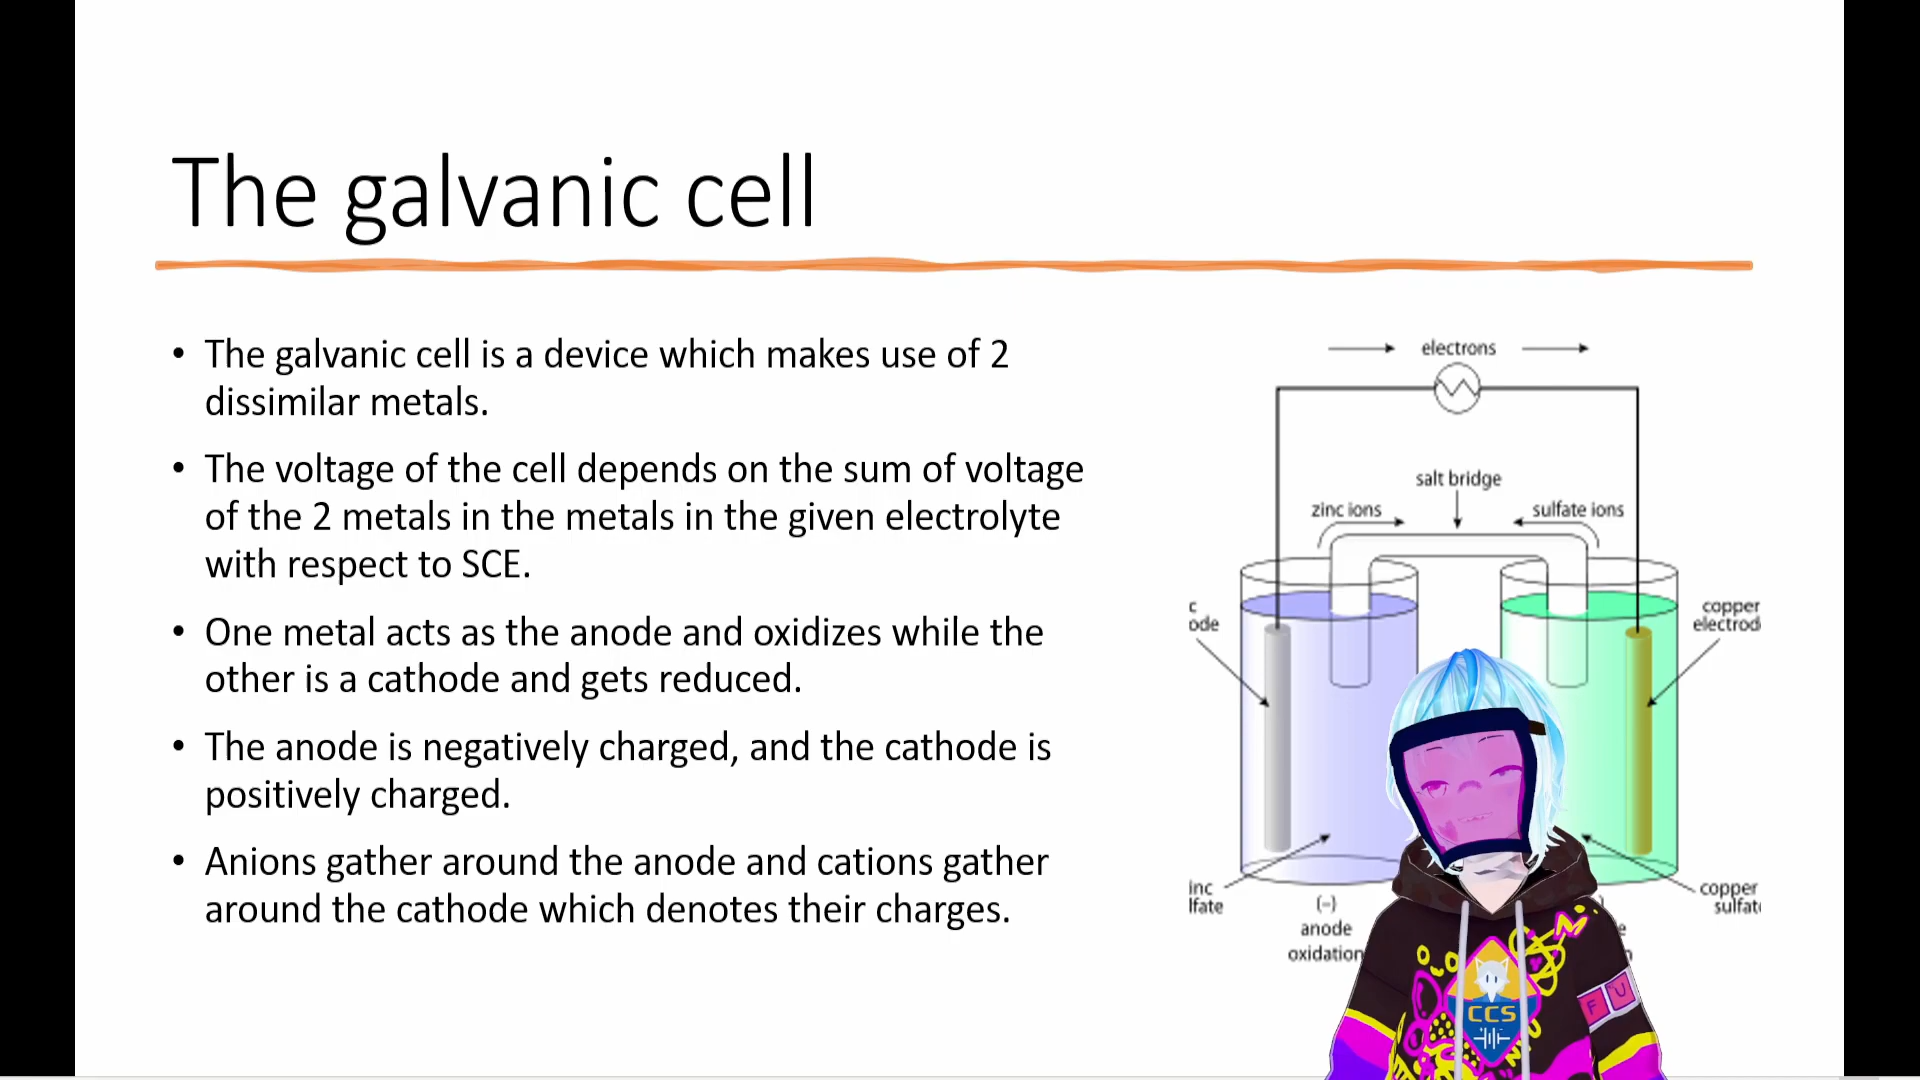 The galvanic cell
• The galvanic cell is a device which makes use of 2
dissimilar metals.
• The voltage of the cell depends on the sum of voltage
of the 2 metals in the metals in the given electrolyte
with respect to SCE.
• One metal acts as the anode and oxidizes while the
other is a cathode and gets reduced.
• The anode is negatively charged, and the cathode is
positively charged.
• Anions gather around the anode and cations gather
around the cathode which denotes their charges.
electrons
salt bridge
zinc ions
sulfate ions
c
ode
copper
electrod
inc
lfate
(−)
anode
oxidation
copper
sulfat
CCS
F U